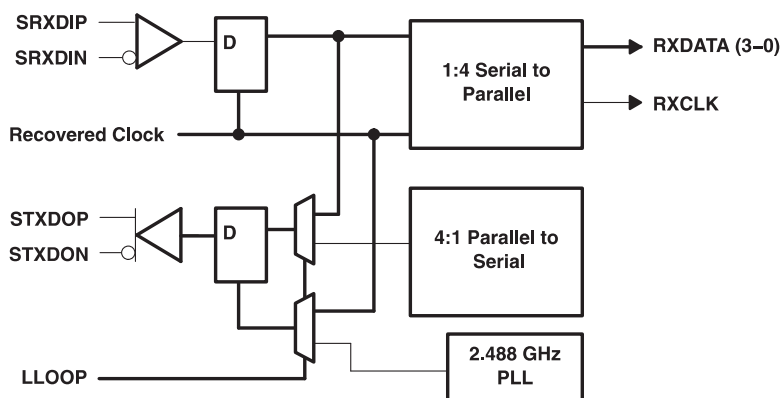 SRXDIP
SRXDIN
D
1:4 Serial to
Parallel
RXDATA (3–0)
RXCLK
Recovered Clock
STXDOP
STXDON
D
4:1 Parallel to
Serial
2.488 GHz
PLL
LLOOP